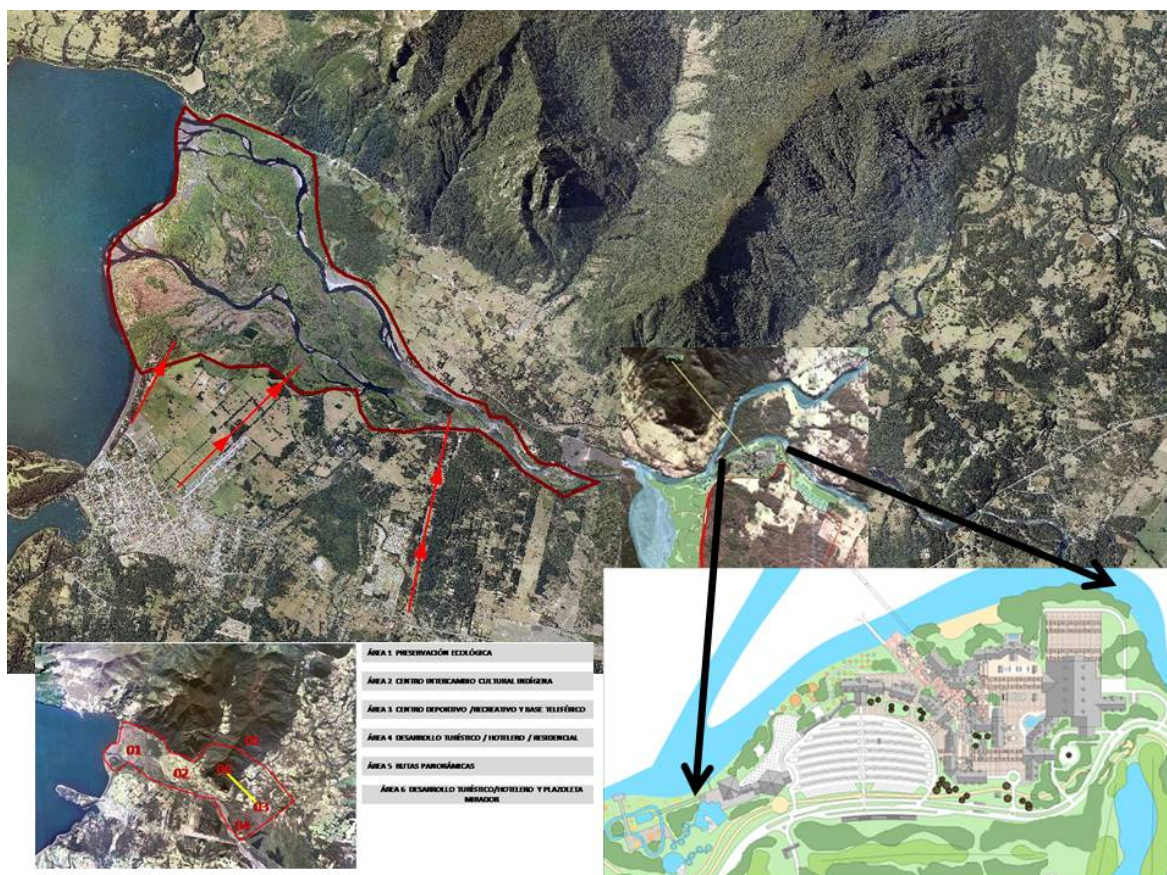 ÁREA 1 PRESERVACIÓN ECOLÓGICA
ÁREA 2 CENTRO INTERCAMBIO CULTURAL INDÍGENA
ÁREA 3 CENTRO DEPORTIVO /RECREATIVO Y BASE TELEFÉRICO
ÁREA 4 DESARROLLO TURÍSTICO / HOTELERO / RESIDENCIAL
ÁREA 5 RUTAS PANORÁMICAS
ÁREA 6 DESARROLLO TURÍSTICO/HOTELERO Y PLAZOLETA
MIRADOR
01
02
03
04